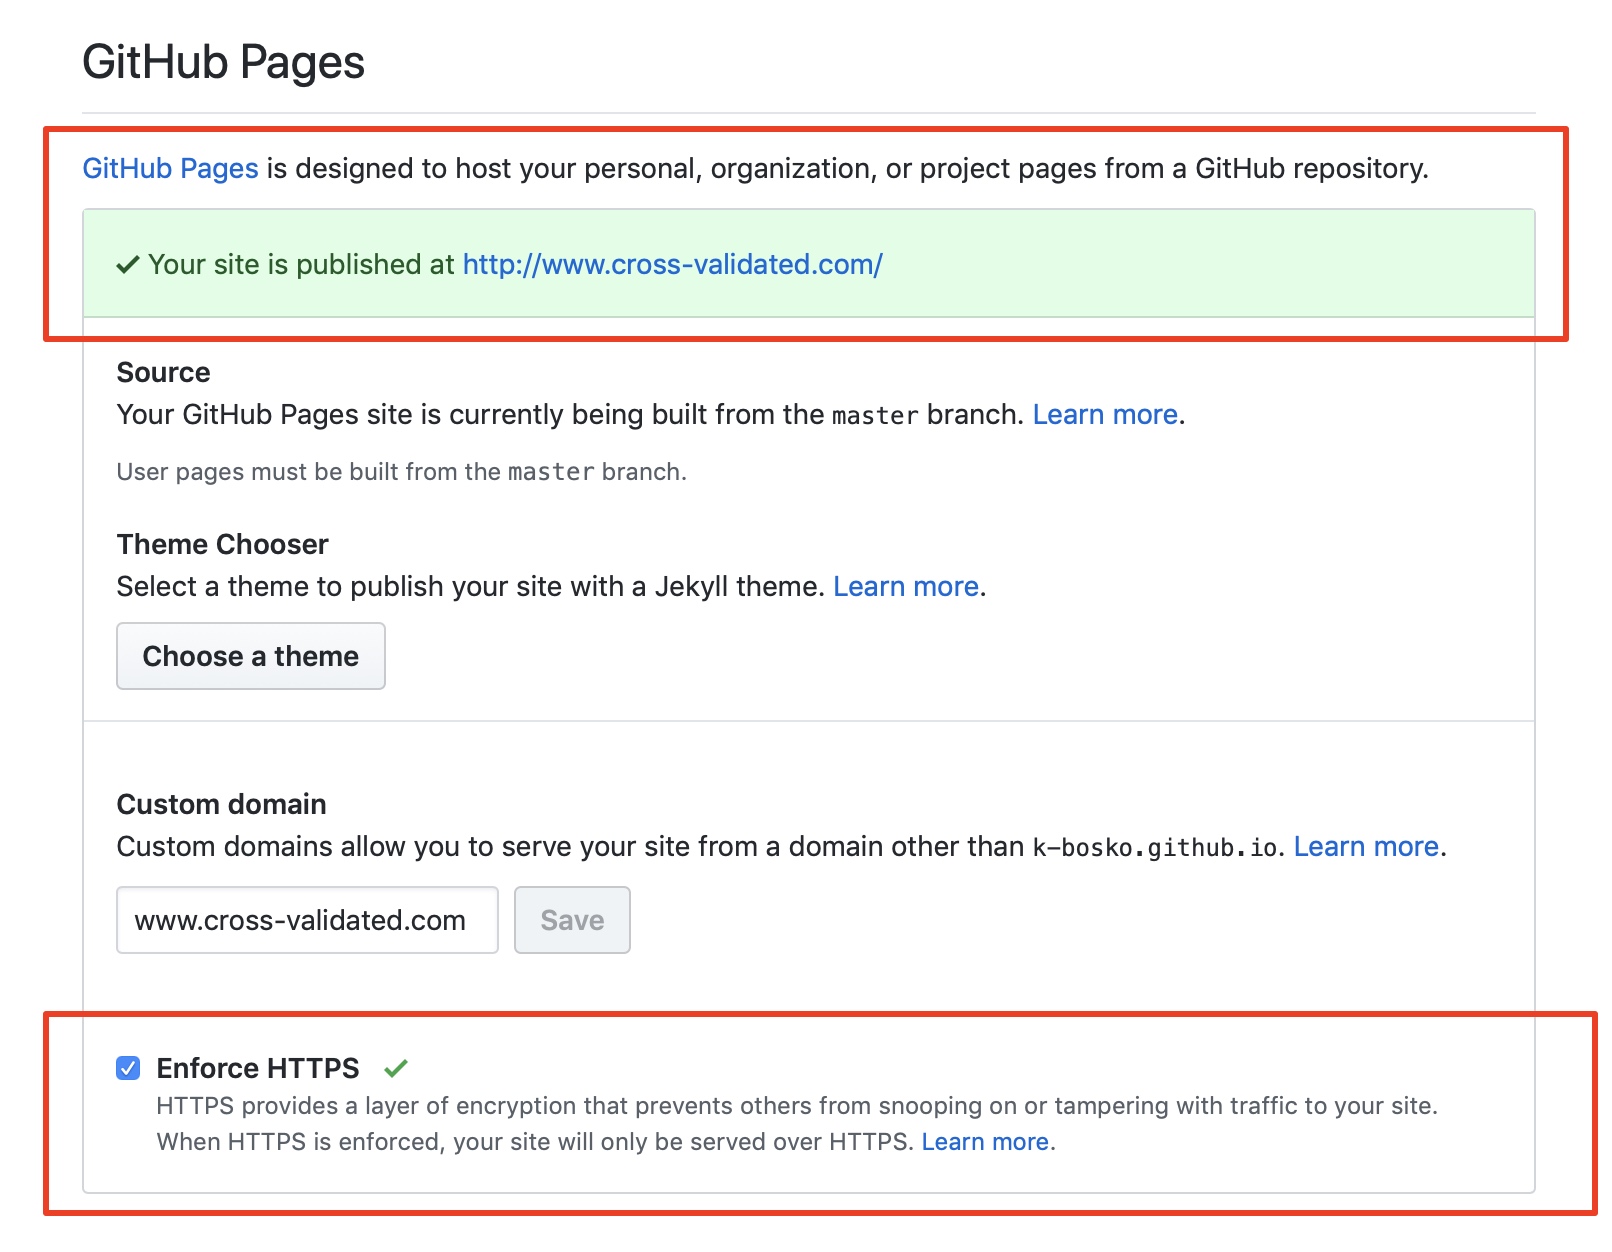 GitHub Pages
GitHub Pages is designed to host your personal, organization, or project pages from a GitHub repository.
Your site is published at http://www.cross-validated.com/
Source
Your GitHub Pages site is currently being built from the master branch. Learn more.
User pages must be built from the master branch.
Theme Chooser
Select a theme to publish your site with a Jekyll theme. Learn more.
Choose a theme
Custom domain
Custom domains allow you to serve your site from a domain other than k-bosko.github.io. Learn more.
www.cross-validated.com Save
Enforce HTTPS
HTTPS provides a layer of encryption that prevents others from snooping on or tampering with traffic to your site.
When HTTPS is enforced, your site will only be served over HTTPS. Learn more.